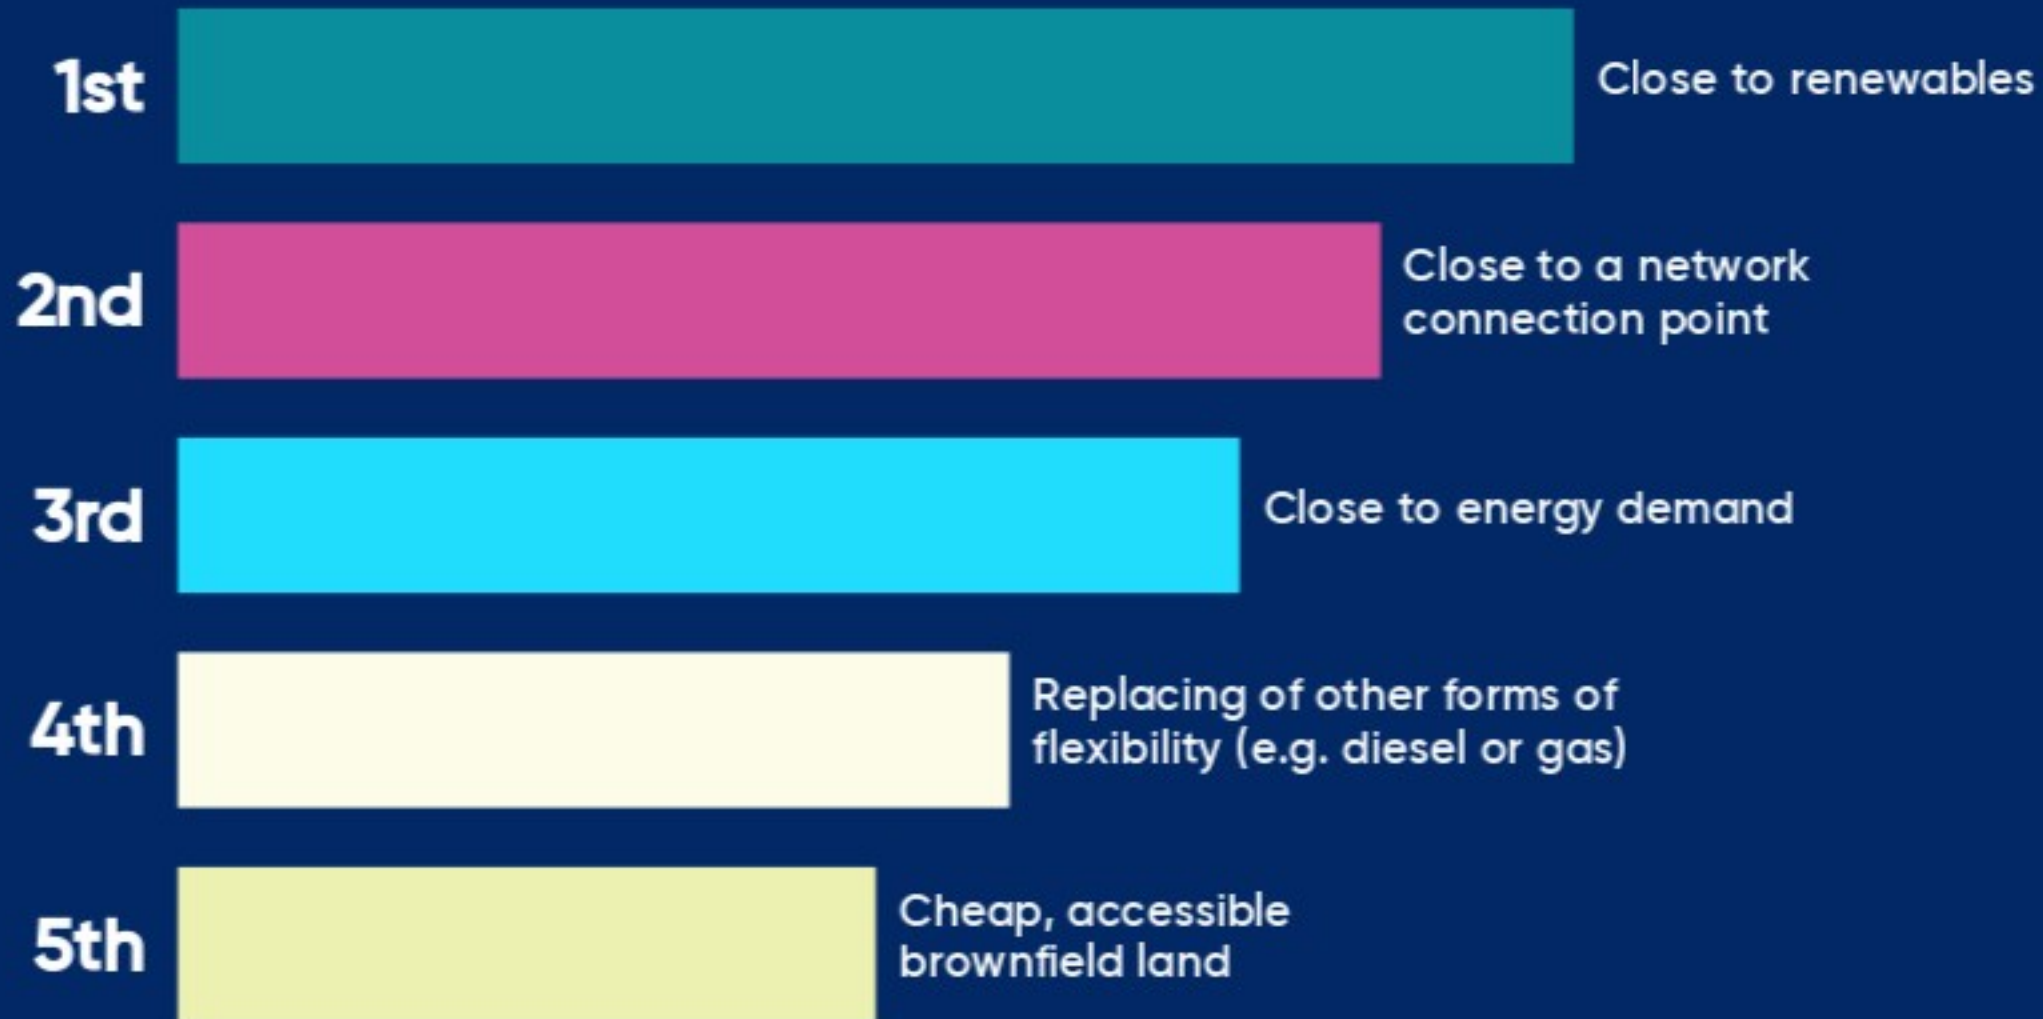 1st
Close to renewables
2nd
Close to a network
connection point
3rd
Close to energy demand
4th
Replacing of other forms of
flexibility (e.g. diesel or gas)
5th
Cheap, accessible
brownfield land